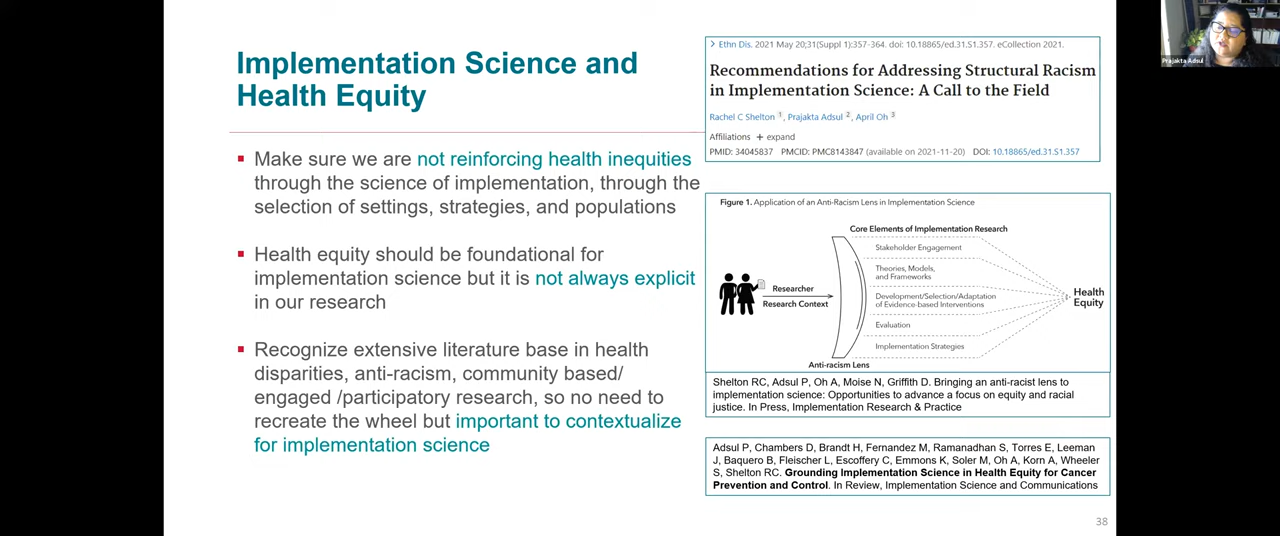 Implementation Science and
Health Equity
▪ Make sure we are not reinforcing health inequities
through the science of implementation, through the
selection of settings, strategies, and populations
▪ Health equity should be foundational for
implementation science but it is not always explicit
in our research
▪ Recognize extensive literature base in health
disparities, anti-racism, community based/
engaged /participatory research, so no need to
recreate the wheel but important to contextualize
for implementation science
> Ethn Dis. 2021 May 20;31(Suppl 1):357-364. doi: 10.18865/ed.31.S1.357. eCollection 2021.
Recommendations for Addressing Structural Racism
in Implementation Science: A Call to the Field
Rachel C Shelton 1, Prajakta Adsul 2, April Oh 3
Affiliations + expand
PMID: 34045837 PMCID: PMC8143847 (available on 2021-11-20) DOI: 10.18865/ed.31.S1.357
Figure 1. Application of an Anti-Racism Lens in Implementation Science
Core Elements of Implementation Research
Stakeholder Engagement
Theories, Models,
and Frameworks
Researcher
Research Context
Development/Selection/Adaptation
of Evidence-based Interventions
Health
Equity
Evaluation
Implementation Strategies
Anti-racism Lens
Shelton RC, Adsul P, Oh A, Moise N, Griffith D. Bringing an anti-racist lens to
implementation science: Opportunities to advance a focus on equity and racial
justice. In Press, Implementation Research & Practice
Adsul P, Chambers D, Brandt H, Fernandez M, Ramanadhan S, Torres E, Leeman
J, Baquero B, Fleischer L, Escoffery C, Emmons K, Soler M, Oh A, Korn A, Wheeler
S, Shelton RC. Grounding Implementation Science in Health Equity for Cancer
Prevention and Control. In Review, Implementation Science and Communications
38
Prajakta Adsul